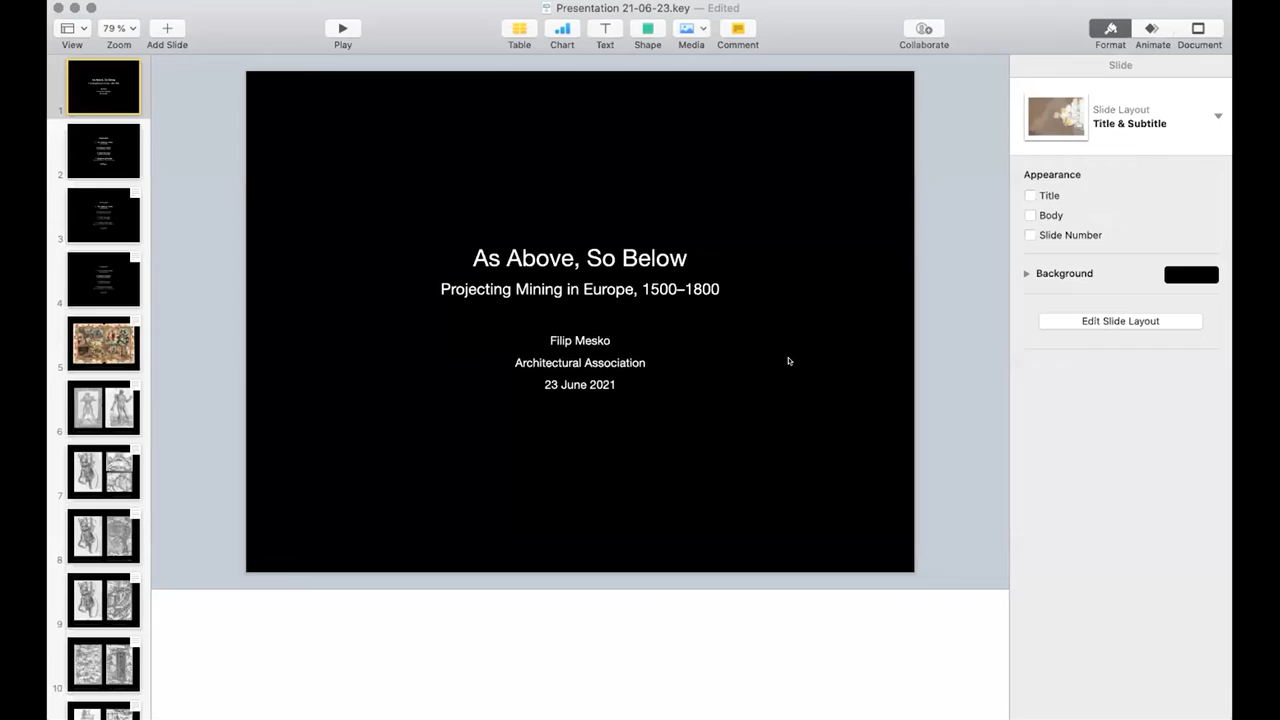 Presentation 21-06-23.key — Edited
79 %
View
Zoom
Add Slide
Play
Table
Chart
Text
Shape
Media
Comment
Collaborate
Format
Animate
Document
Slide
Slide Layout
Title & Subtitle
Appearance
Title
Body
Slide Number
Background
Edit Slide Layout
As Above, So Below
Projecting Mining in Europe, 1500–1800
Filip Mesko
Architectural Association
23 June 2021
1
2
3
4
5
6
7
8
9
10